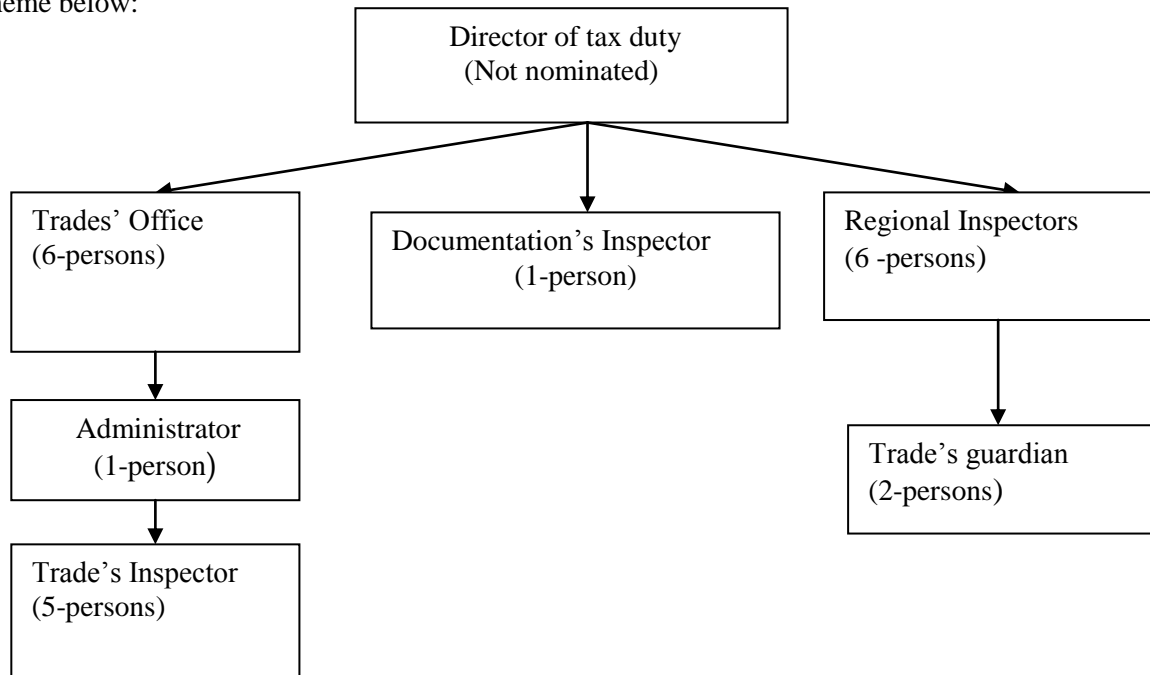 heme below:
Director of tax duty
(Not nominated)
Trades’ Office
(6-persons)
Documentation’s Inspector
(1-person)
Regional Inspectors
(6 -persons)
Administrator
(1-person)
Trade’s guardian
(2-persons)
Trade’s Inspector
(5-persons)